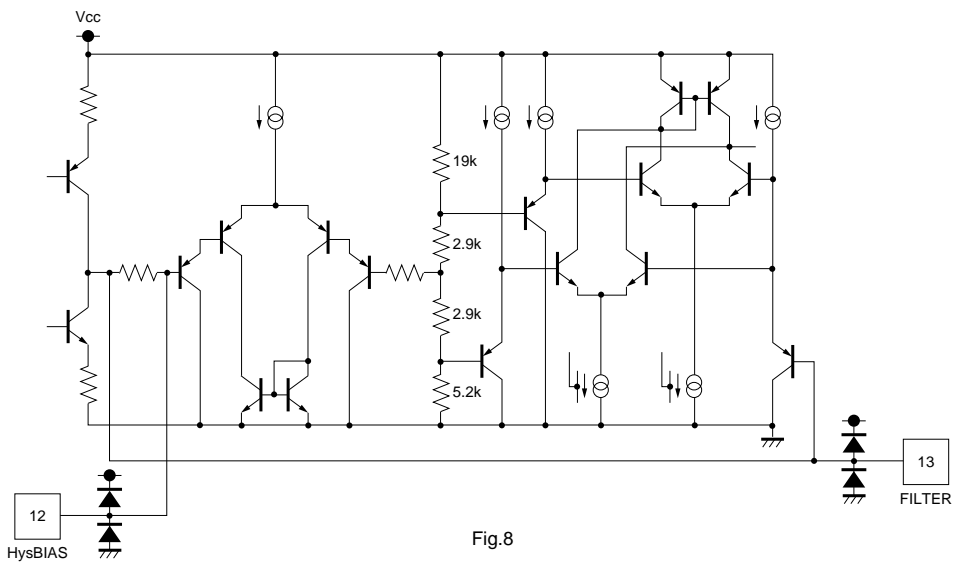 Vcc
19k
2.9k
2.9k
5.2k
13
FILTER
12
HysBIAS
Fig.8